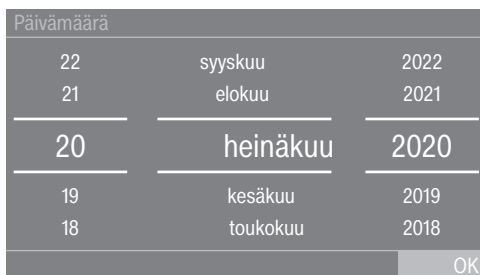 Päivämäärä
22 syyskuu 2022
21 elokuu 2021
20 heinäkuu 2020
19 kesäkuu 2019
18 toukokuu 2018
OK